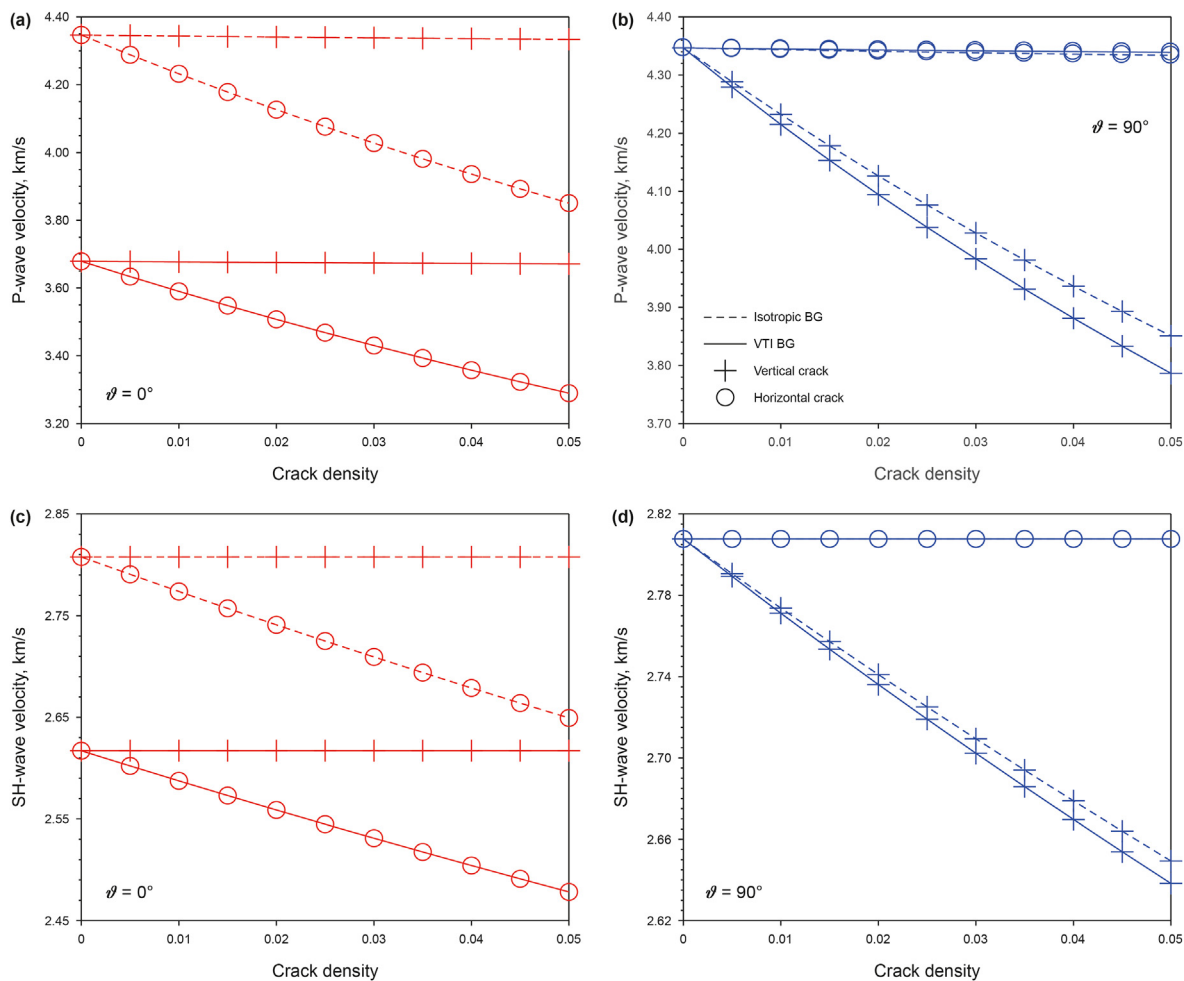 (a)
4.40
4.20
4.00
3.80
3.60
3.40
3.20
P-wave velocity, km/s
𝜗 = 0°
0 0.01 0.02 0.03 0.04 0.05
Crack density
(b)
4.40
4.30
4.20
4.10
4.00
3.90
3.80
3.70
P-wave velocity, km/s
𝜗 = 90°
Isotropic BG
VTI BG
Vertical crack
Horizontal crack
0 0.01 0.02 0.03 0.04 0.05
Crack density
(c)
2.85
2.75
2.65
2.55
2.45
SH-wave velocity, km/s
𝜗 = 0°
0 0.01 0.02 0.03 0.04 0.05
Crack density
(d)
2.82
2.78
2.74
2.70
2.66
2.62
SH-wave velocity, km/s
𝜗 = 90°
0 0.01 0.02 0.03 0.04 0.05
Crack density